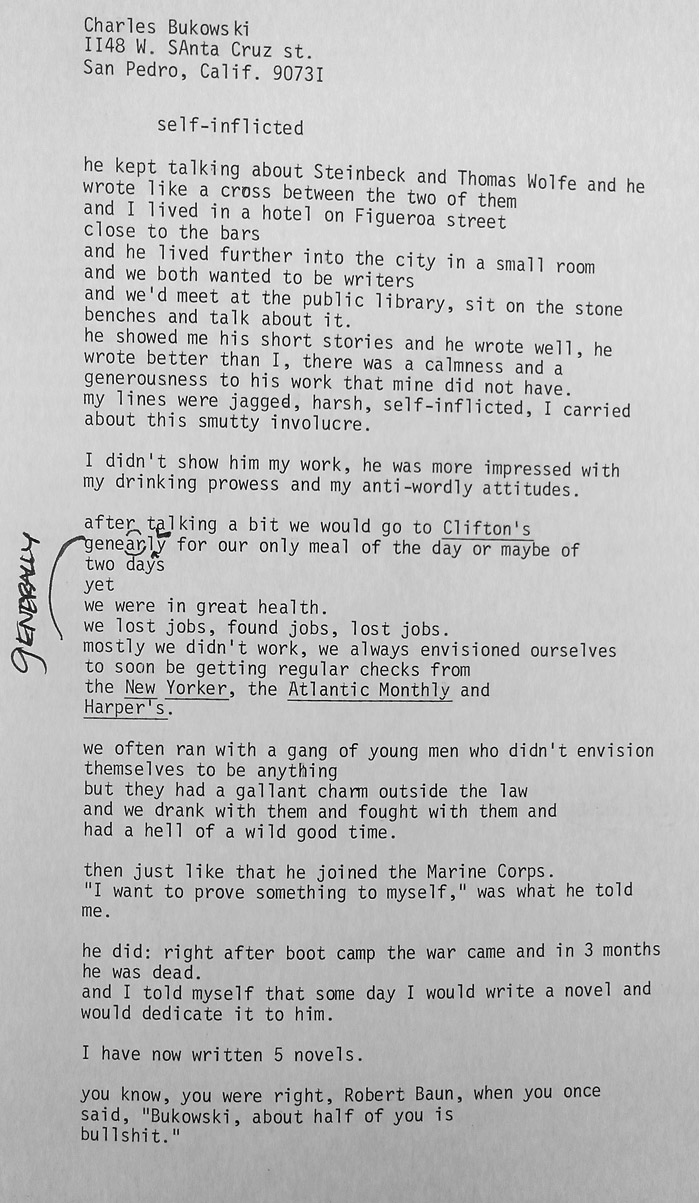 Charles Bukowski
II48 W. SAnta Cruz st.
San Pedro, Calif. 9073I
self-inflicted
he kept talking about Steinbeck and Thomas Wolfe and he
wrote like a cross between the two of them
and I lived in a hotel on Figueroa street
close to the bars
and he lived further into the city in a small room
and we both wanted to be writers
and we'd meet at the public library, sit on the stone
benches and talk about it.
he showed me his short stories and he wrote well, he
wrote better than I, there was a calmness and a
generousness to his work that mine did not have.
my lines were jagged, harsh, self-inflicted, I carried
about this smutty involucre.
I didn't show him my work, he was more impressed with
my drinking prowess and my anti-wordly attitudes.
after talking a bit we would go to Clifton's
genearly for our only meal of the day or maybe of
two days
yet
we were in great health.
we lost jobs, found jobs, lost jobs.
mostly we didn't work, we always envisioned ourselves
to soon be getting regular checks from
the New Yorker, the Atlantic Monthly and
Harper's.
GENERALLY
we often ran with a gang of young men who didn't envision
themselves to be anything
but they had a gallant charm outside the law
and we drank with them and fought with them and
had a hell of a wild good time.
then just like that he joined the Marine Corps.
"I want to prove something to myself," was what he told
me.
he did: right after boot camp the war came and in 3 months
he was dead.
and I told myself that some day I would write a novel and
would dedicate it to him.
I have now written 5 novels.
you know, you were right, Robert Baun, when you once
said, "Bukowski, about half of you is
bullshit."